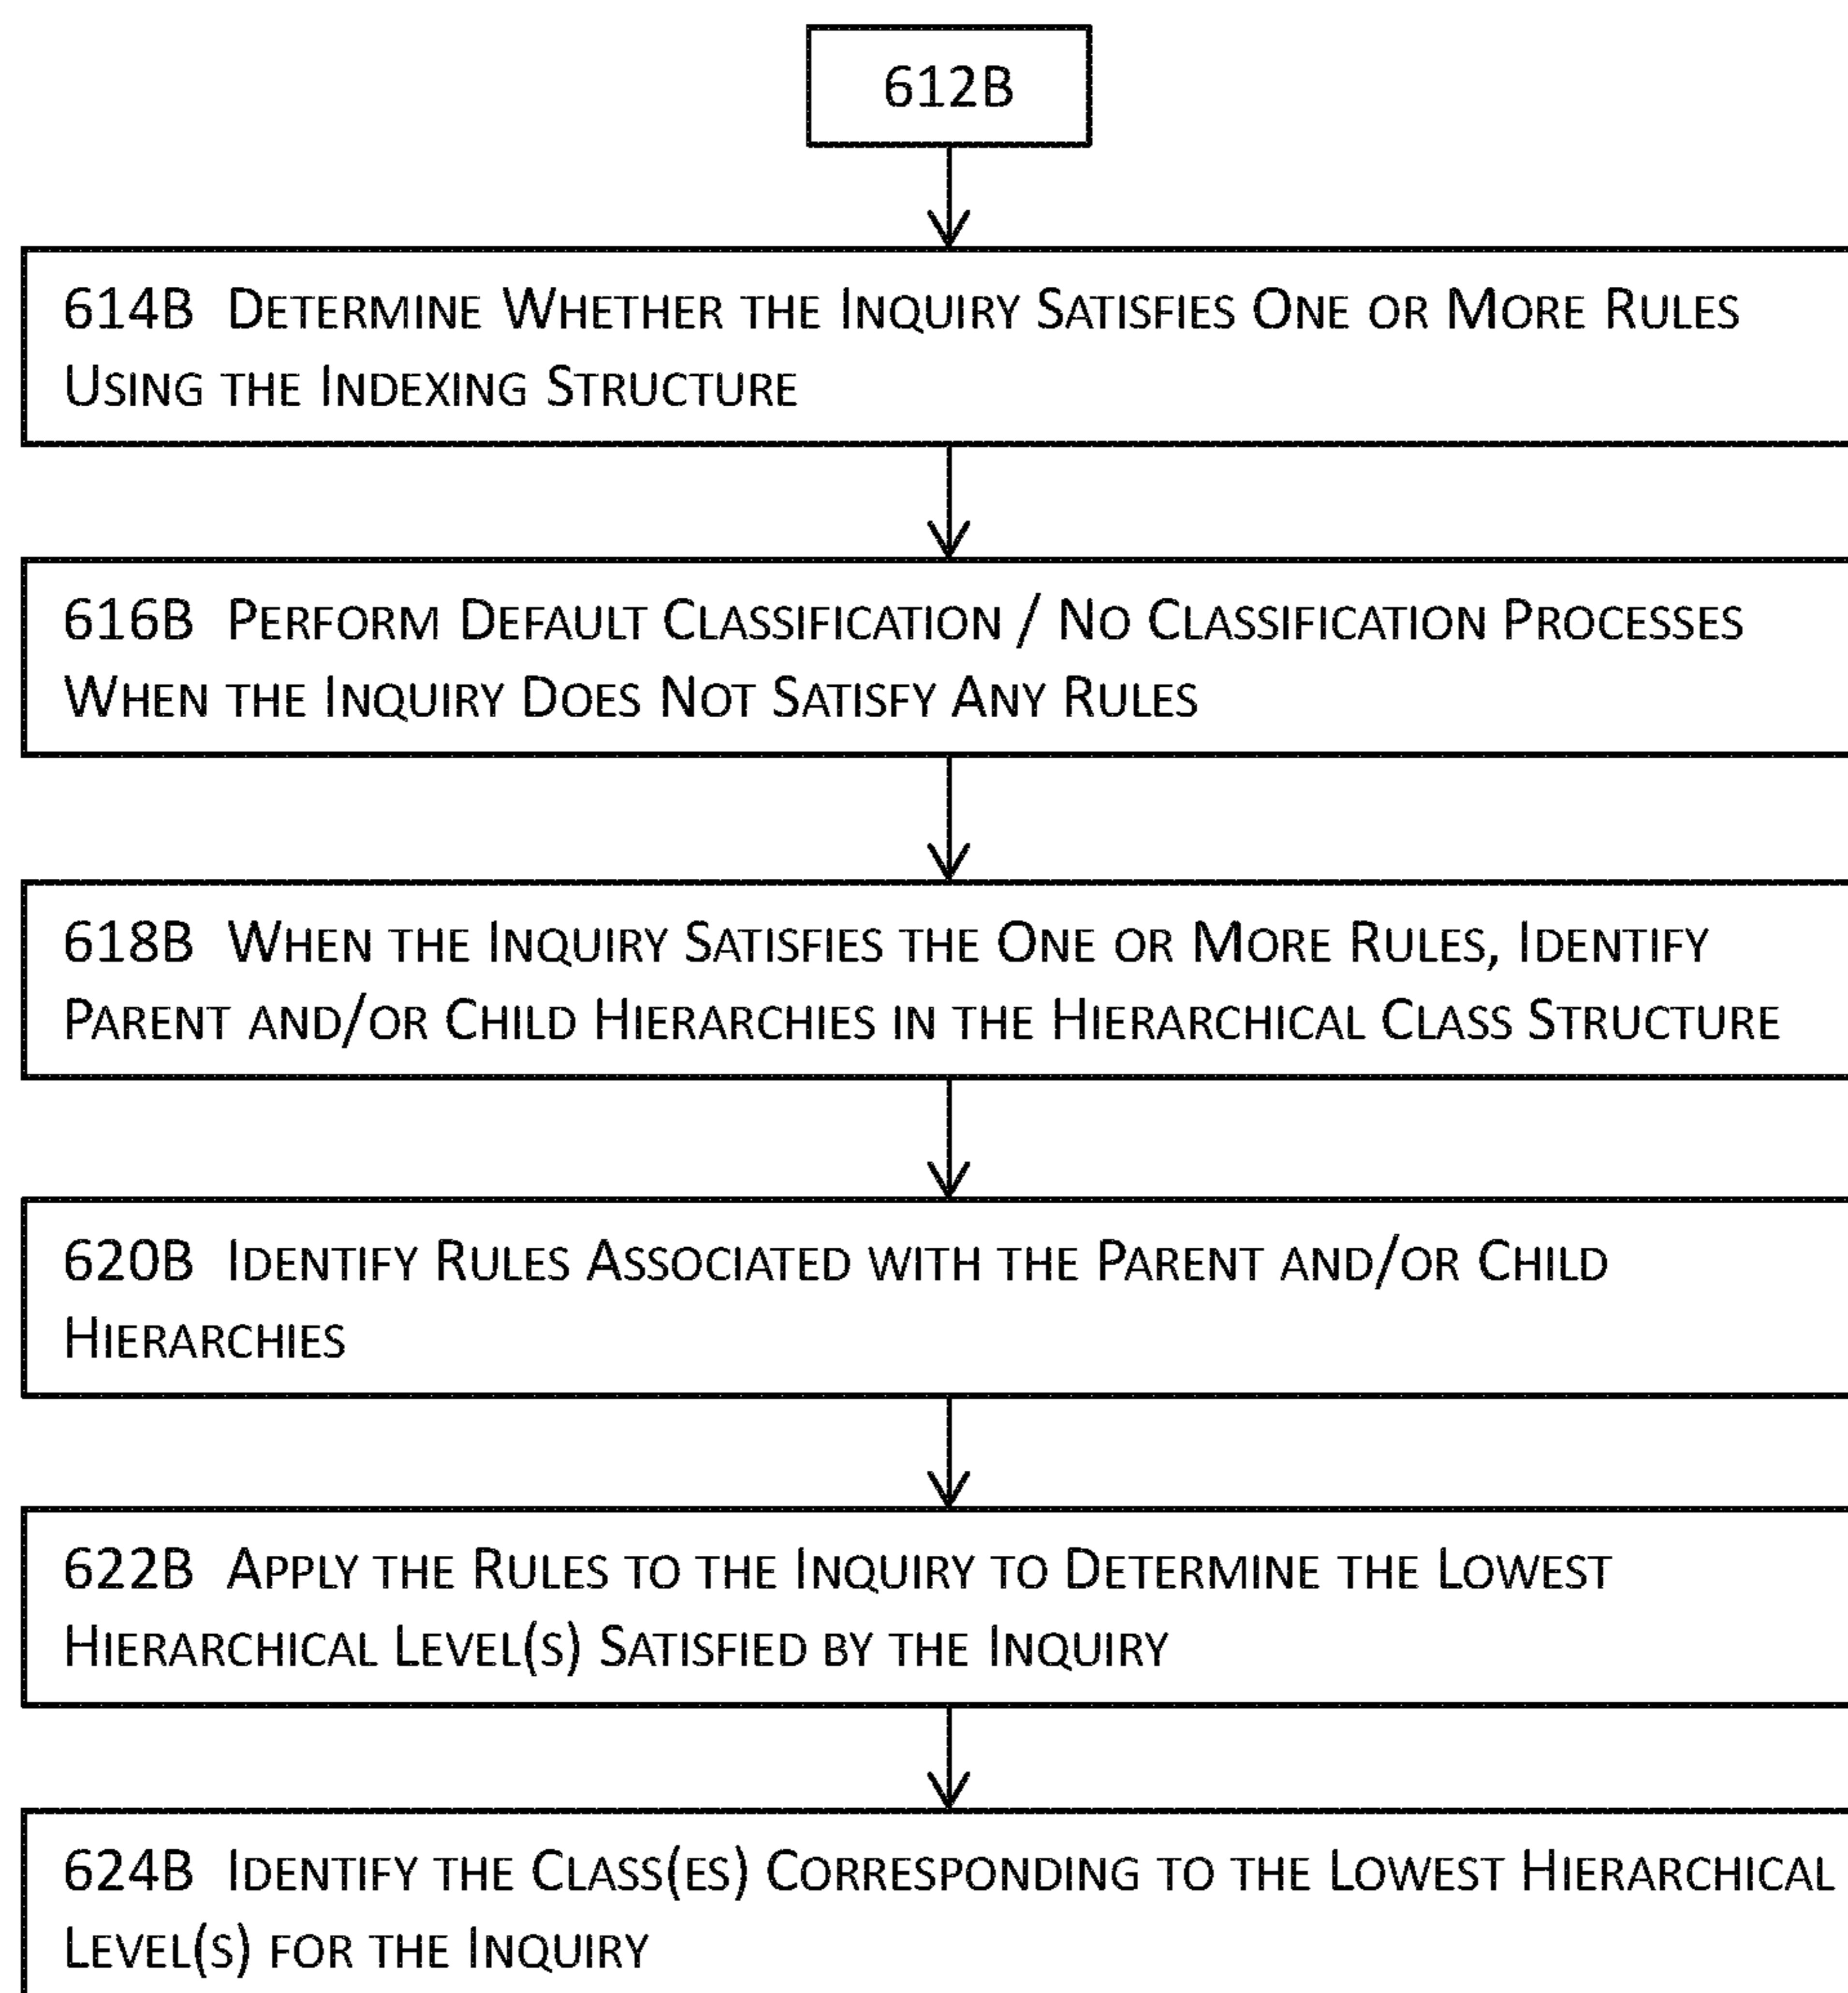 612B
614B DETERMINE WHETHER THE INQUIRY SATISFIES ONE OR MORE RULES
USING THE INDEXING STRUCTURE
616B PERFORM DEFAULT CLASSIFICATION / NO CLASSIFICATION PROCESSES
WHEN THE INQUIRY DOES NOT SATISFY ANY RULES
618B WHEN THE INQUIRY SATISFIES THE ONE OR MORE RULES, IDENTIFY
PARENT AND/OR CHILD HIERARCHIES IN THE HIERARCHICAL CLASS STRUCTURE
620B IDENTIFY RULES ASSOCIATED WITH THE PARENT AND/OR CHILD
HIERARCHIES
622B APPLY THE RULES TO THE INQUIRY TO DETERMINE THE LOWEST
HIERARCHICAL LEVEL(S) SATISFIED BY THE INQUIRY
624B IDENTIFY THE CLASS(ES) CORRESPONDING TO THE LOWEST HIERARCHICAL
LEVEL(S) FOR THE INQUIRY